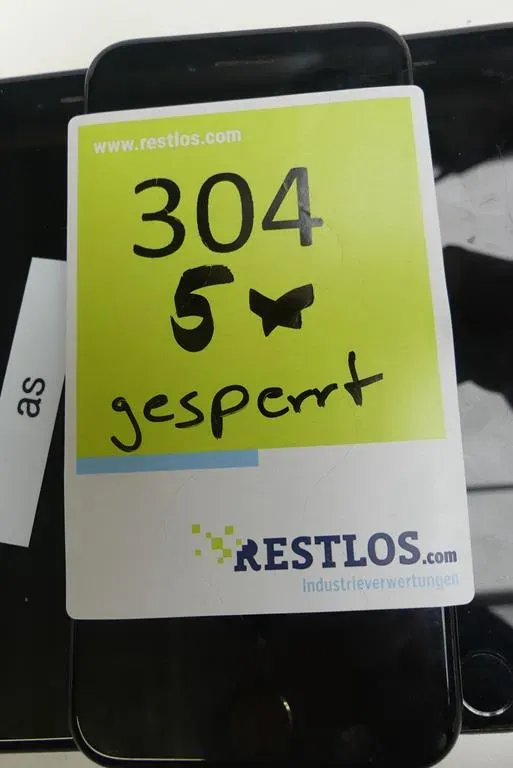 www.restlos.com
304
5x
gesperrt
as
RESTLOS.com
Industrieverwertungen